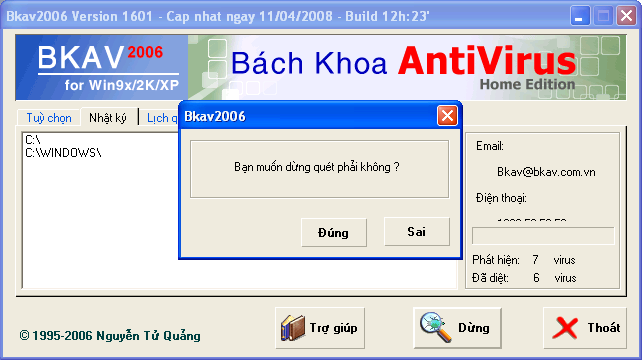 Bkav2006 Version 1601 - Cap nhat ngay 11/04/2008 - Build 12h:23'
BKAV 2006
for Win9x/2K/XP
Bách Khoa AntiVirus
Home Edition
Tuỳ chọn Nhật ký Lịch q
C:\
C:\WINDOWS\
Bkav2006
Bạn muốn dừng quét phải không ?
Đúng Sai
Email:
Bkav@bkav.com.vn
Điện thoại:
Phát hiện: 7 virus
Đã diệt: 6 virus
© 1995-2006 Nguyễn Tử Quảng
Trợ giúp
Dừng
Thoát